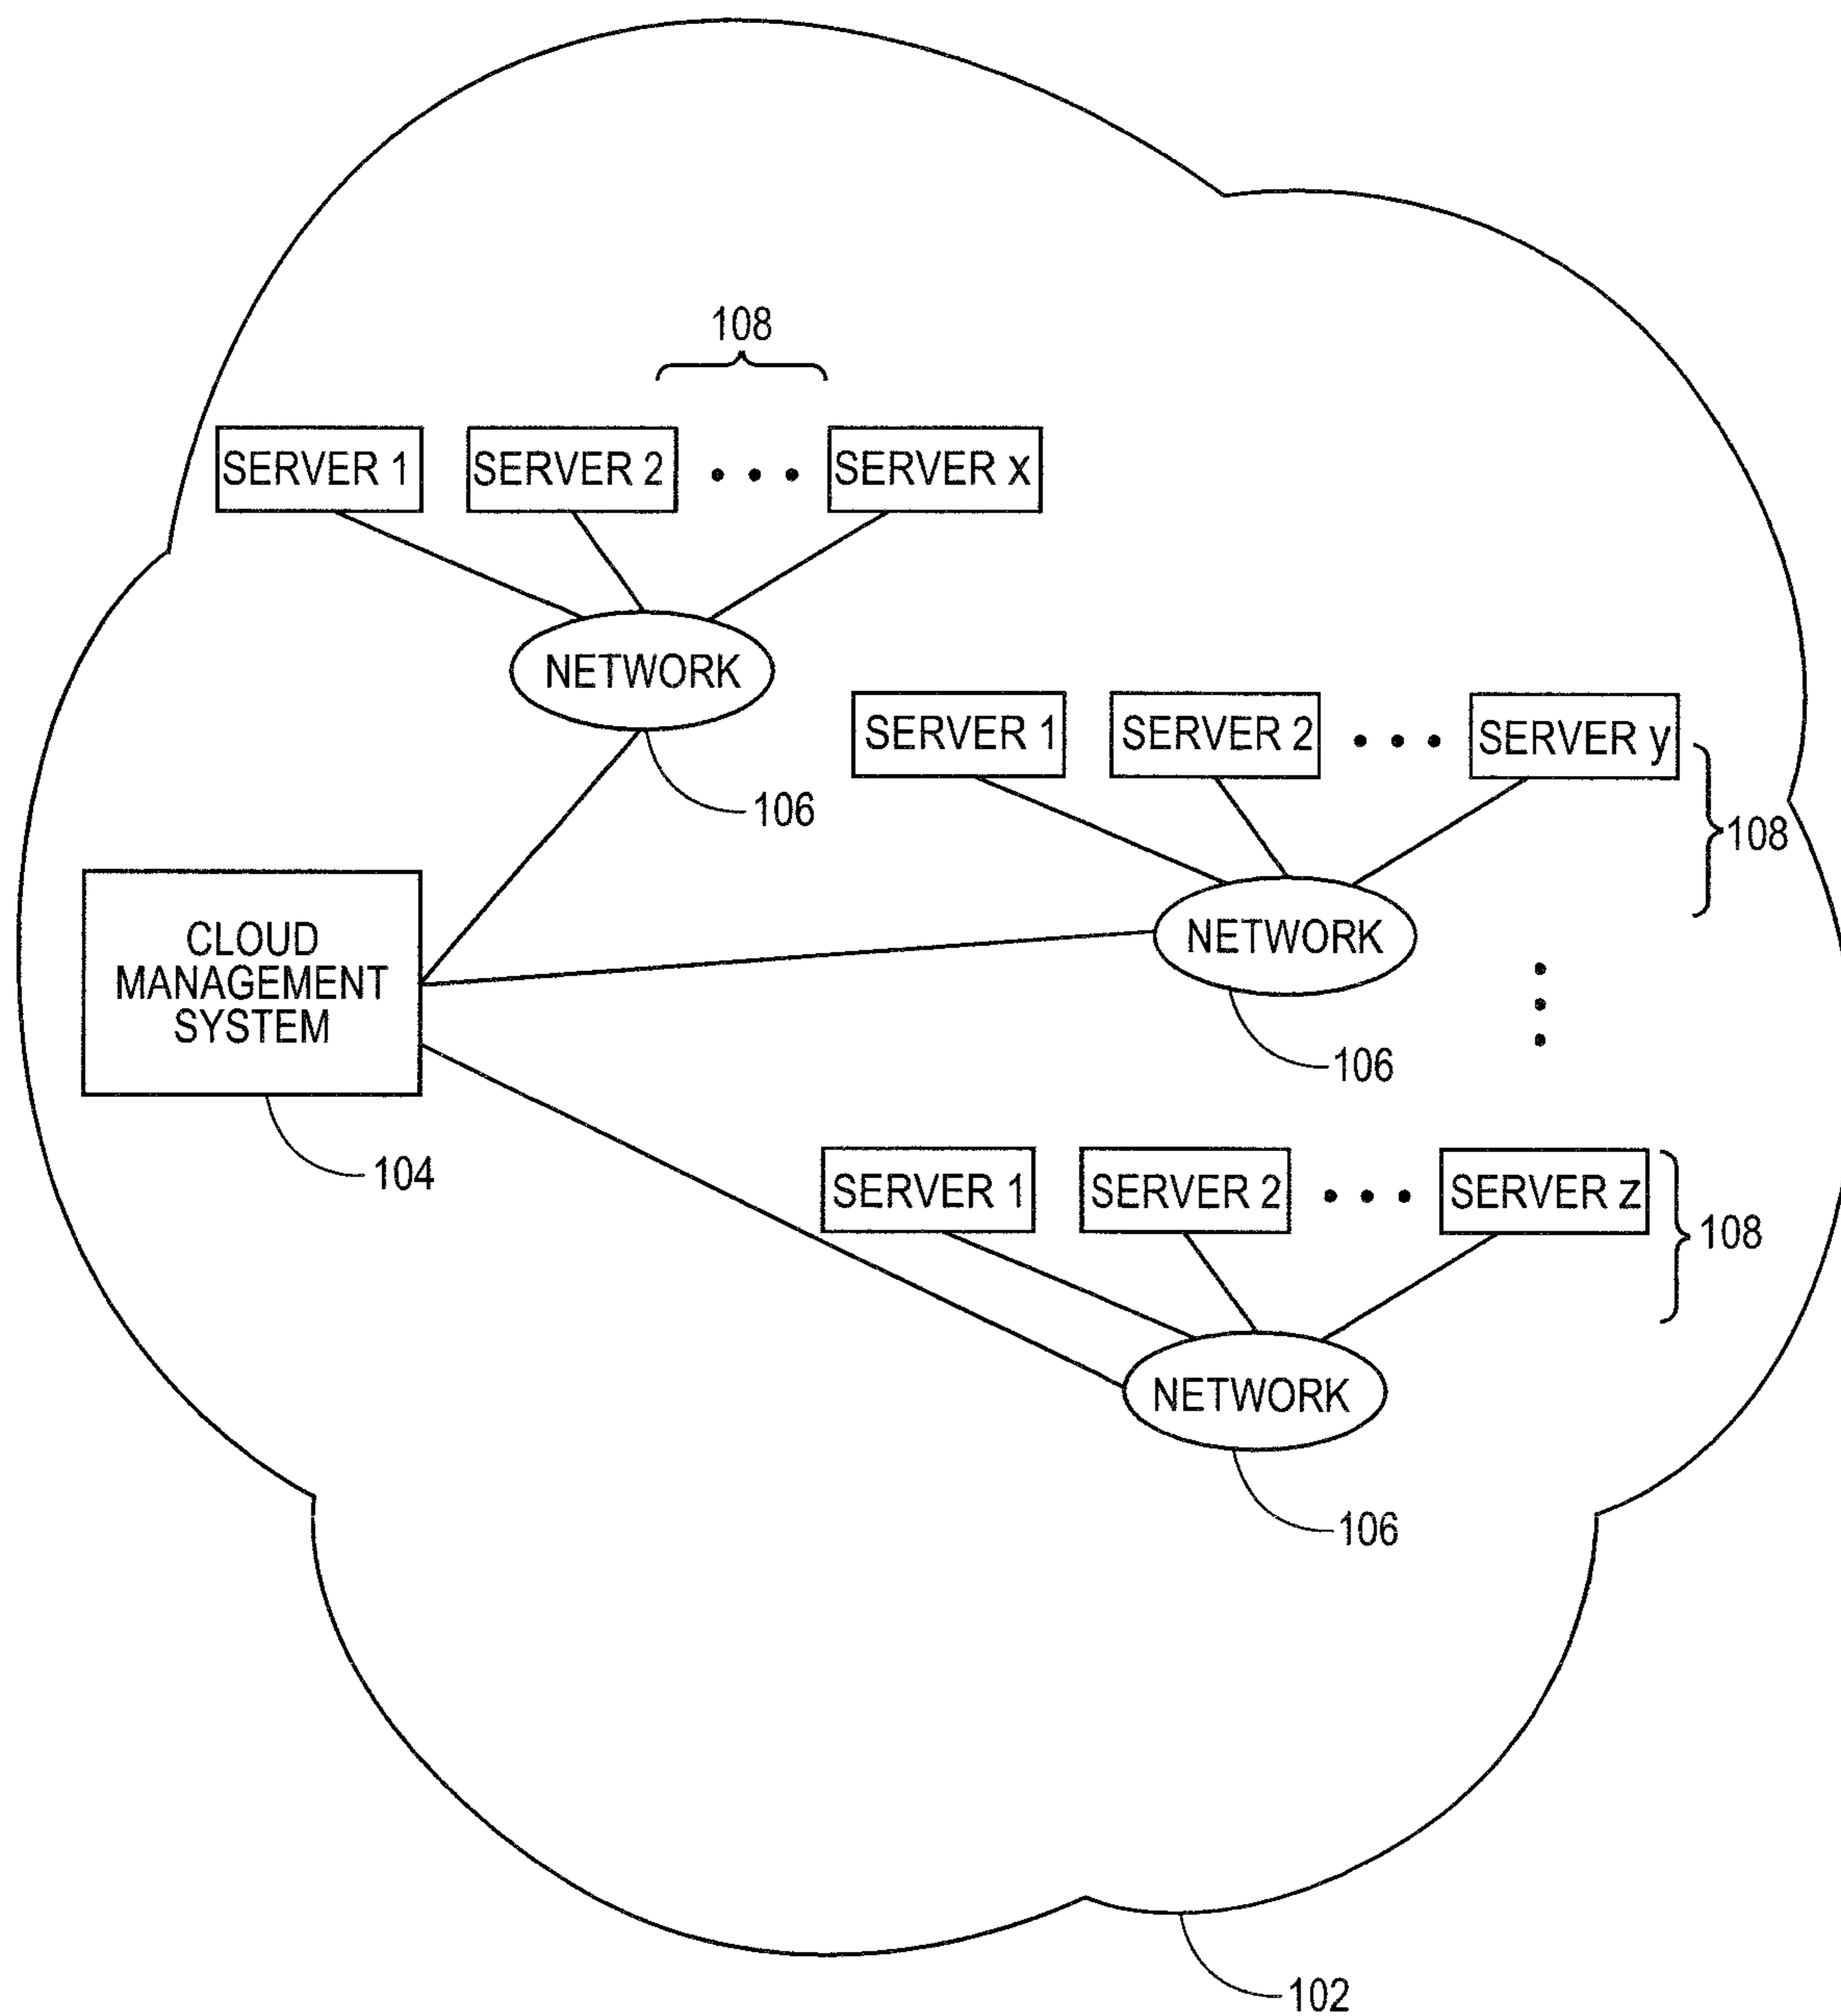 108
SERVER 1 SERVER 2 • • • SERVER x
NETWORK
106
SERVER 1 SERVER 2 • • • SERVER y
108
NETWORK
106
CLOUD
MANAGEMENT
SYSTEM
104
SERVER 1 SERVER 2 • • • SERVER z
108
NETWORK
106
102